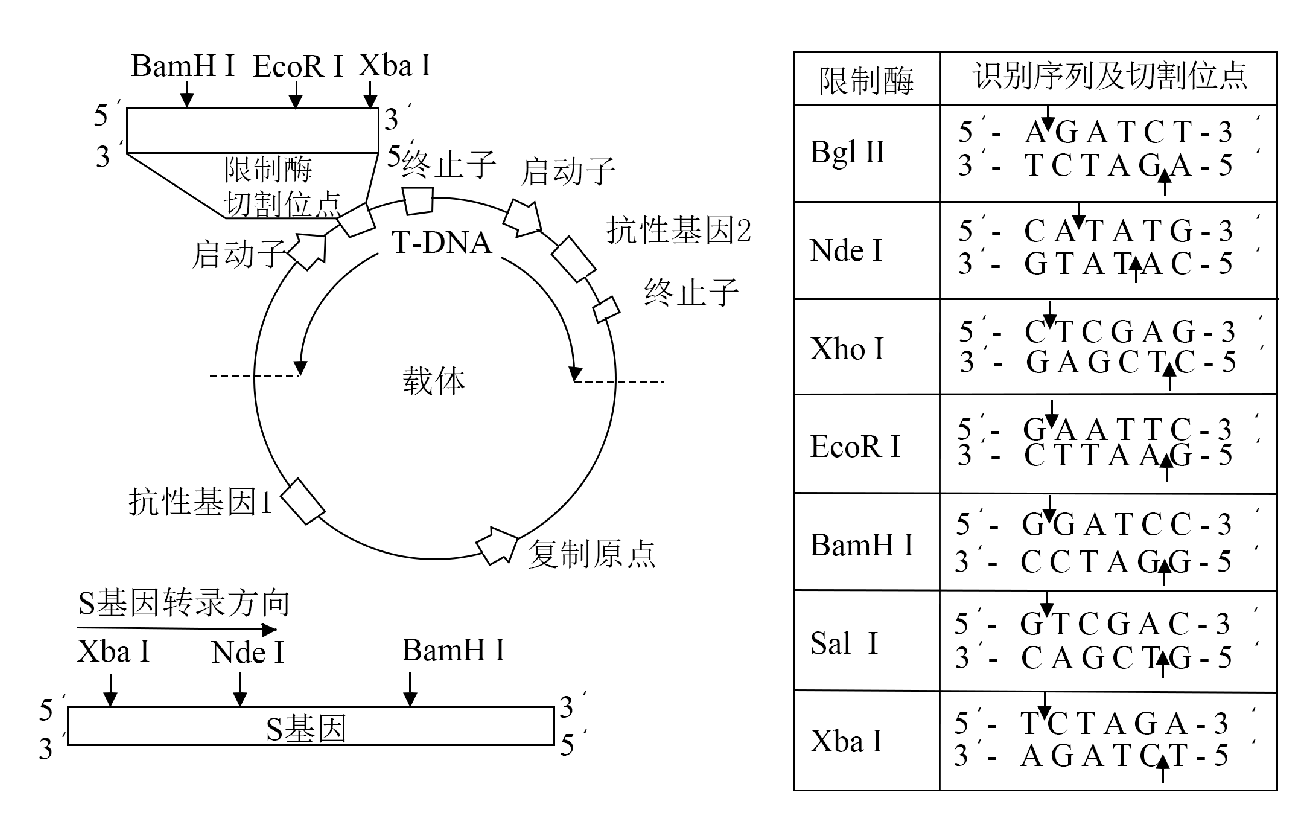 BamH I EcoR I Xba I
5´ 3´
3´ 5´
限制酶
切割位点
终止子
启动子
启动子
T-DNA
抗性基因2
终止子
载体
抗性基因1
复制原点
S基因转录方向
Xba I Nde I BamH I
5´ 3´
S基因
3´ 5´
限制酶 识别序列及切割位点
Bgl II
5´- AGATCT-3´
3´- TCTAGA-5´
Nde I
5´- CATATG-3´
3´- GTATAC-5´
Xho I
5´- CTCGAG-3´
3´- GAGCTC-5´
EcoR I
5´- GAATTC-3´
3´- CTTAAG-5´
BamH I
5´- GGATCC-3´
3´- CCTAGG-5´
Sal I
5´- GTCGAC-3´
3´- CAGCTG-5´
Xba I
5´- TCTAGA-3´
3´- AGATCT-5´